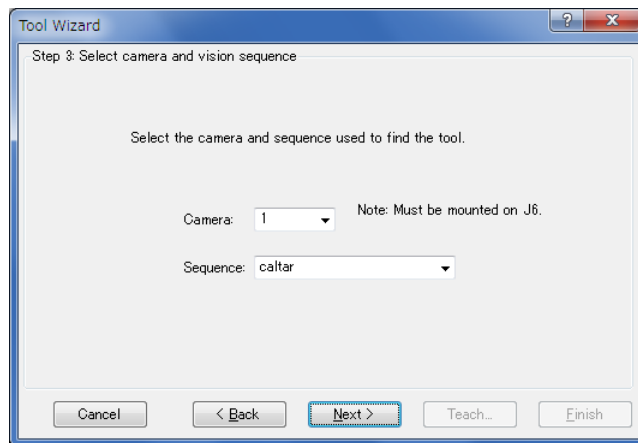 Tool Wizard
?
Step 3: Select camera and vision sequence
Select the camera and sequence used to find the tool.
Camera: 1 Note: Must be mounted on J6.
Sequence: caltar
Cancel < Back Next > Teach... Finish